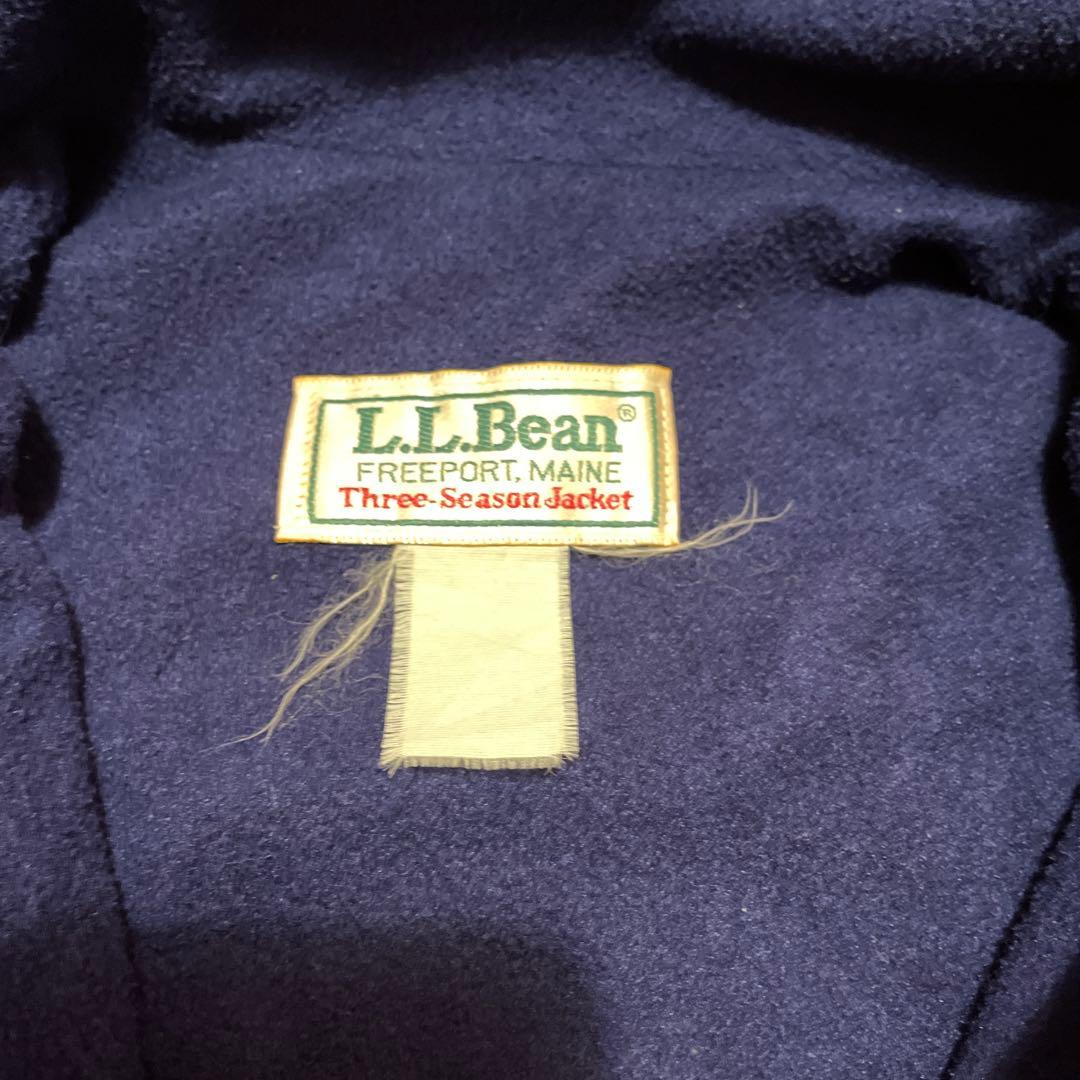 L.L.Bean®
FREEPORT, MAINE
Three-Season Jacket